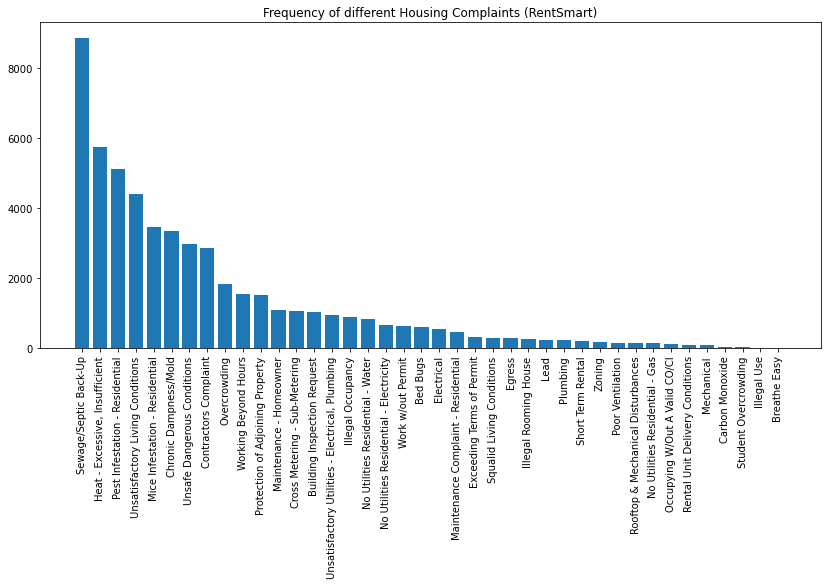 Frequency of different Housing Complaints (RentSmart)
8000
6000
4000
2000
0
Sewage/Septic Back-Up
Heat - Excessive, Insufficient
Pest Infestation - Residential
Unsatisfactory Living Conditions
Mice Infestation - Residential
Chronic Dampness/Mold
Unsafe Dangerous Conditions
Contractors Complaint
Overcrowding
Working Beyond Hours
Protection of Adjoining Property
Maintenance - Homeowner
Cross Metering - Sub-Metering
Building Inspection Request
Unsatisfactory Utilities - Electrical, Plumbing
Illegal Occupancy
No Utilities Residential - Water
No Utilities Residential - Electricity
Work w/out Permit
Bed Bugs
Electrical
Maintenance Complaint - Residential
Exceeding Terms of Permit
Squalid Living Conditions
Egress
Illegal Rooming House
Lead
Plumbing
Short Term Rental
Zoning
Poor Ventilation
Rooftop & Mechanical Disturbances
No Utilities Residential - Gas
Occupying W/Out A Valid CO/CI
Rental Unit Delivery Conditions
Mechanical
Carbon Monoxide
Student Overcrowding
Illegal Use
Breathe Easy